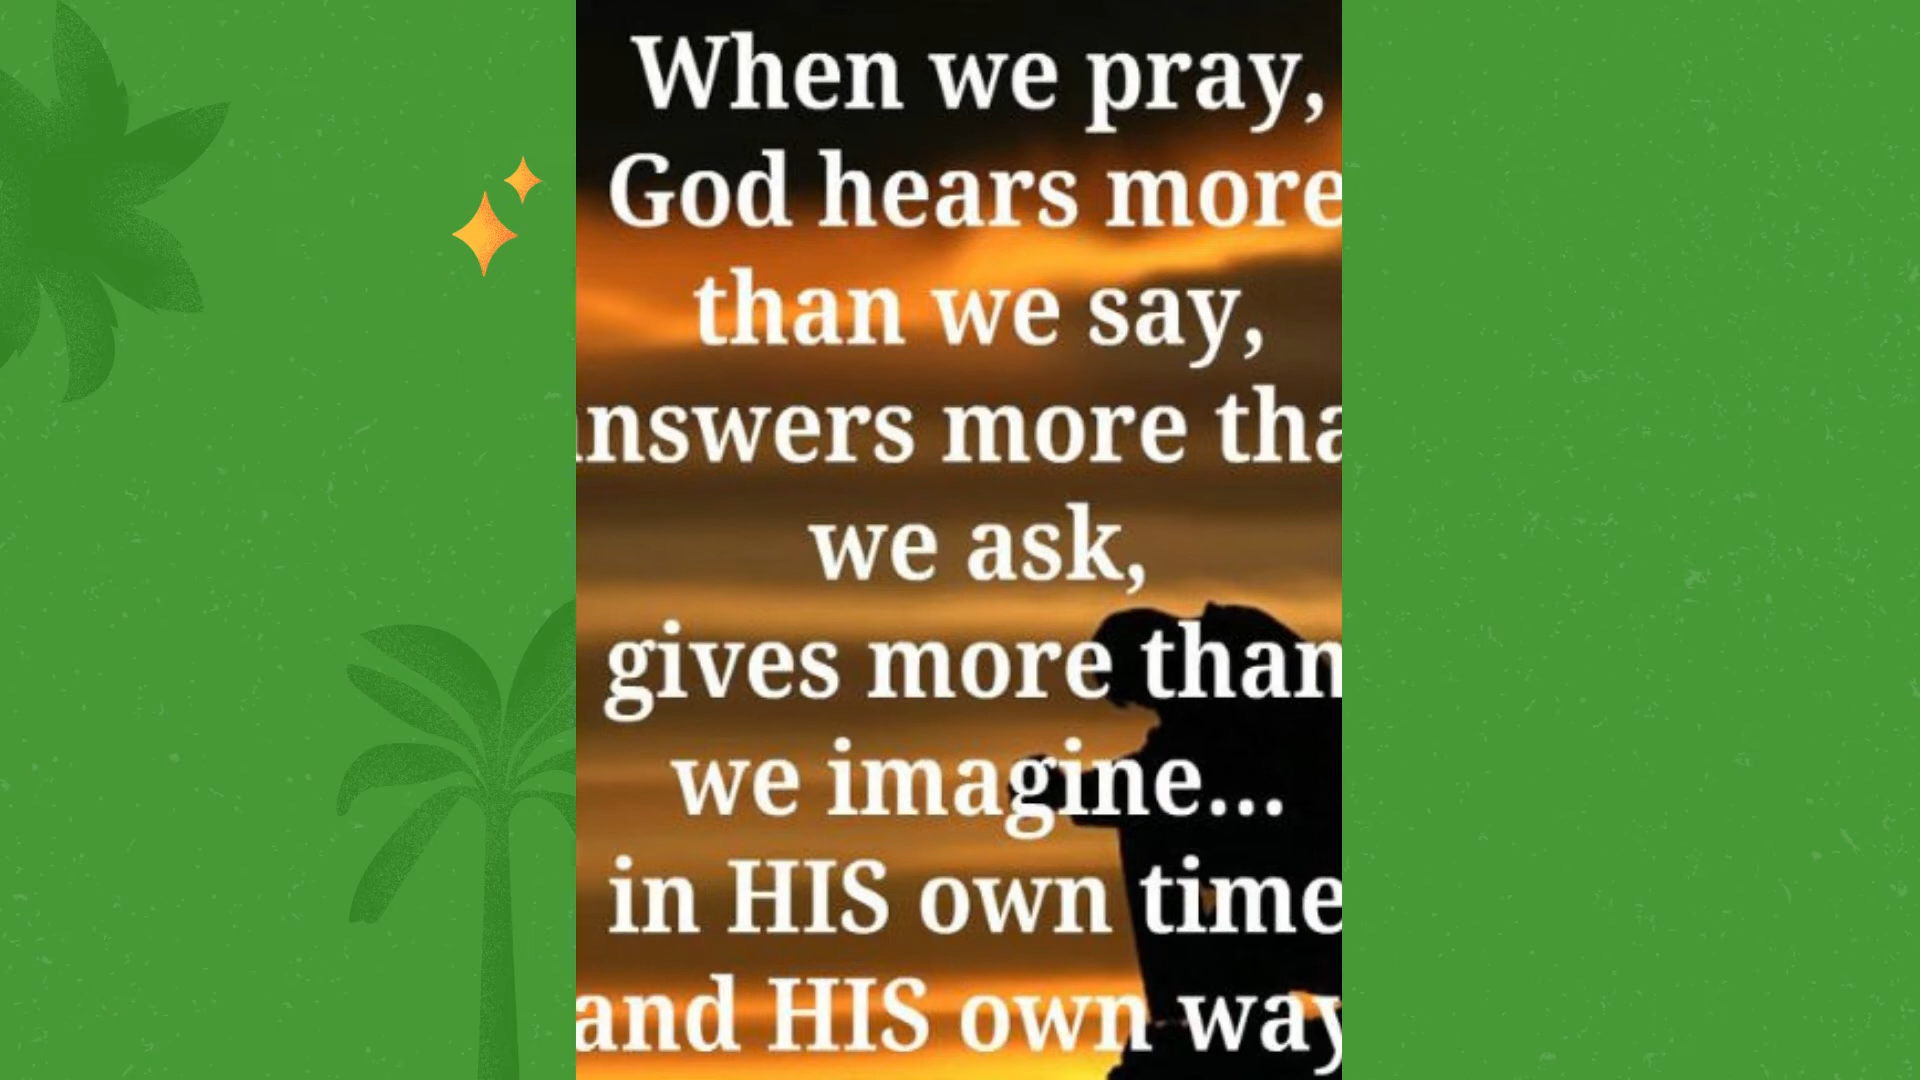 When we pray,
God hears more
than we say,
nswers more tha
we ask,
gives more than
we imagine...
in HIS own time
and HIS own way